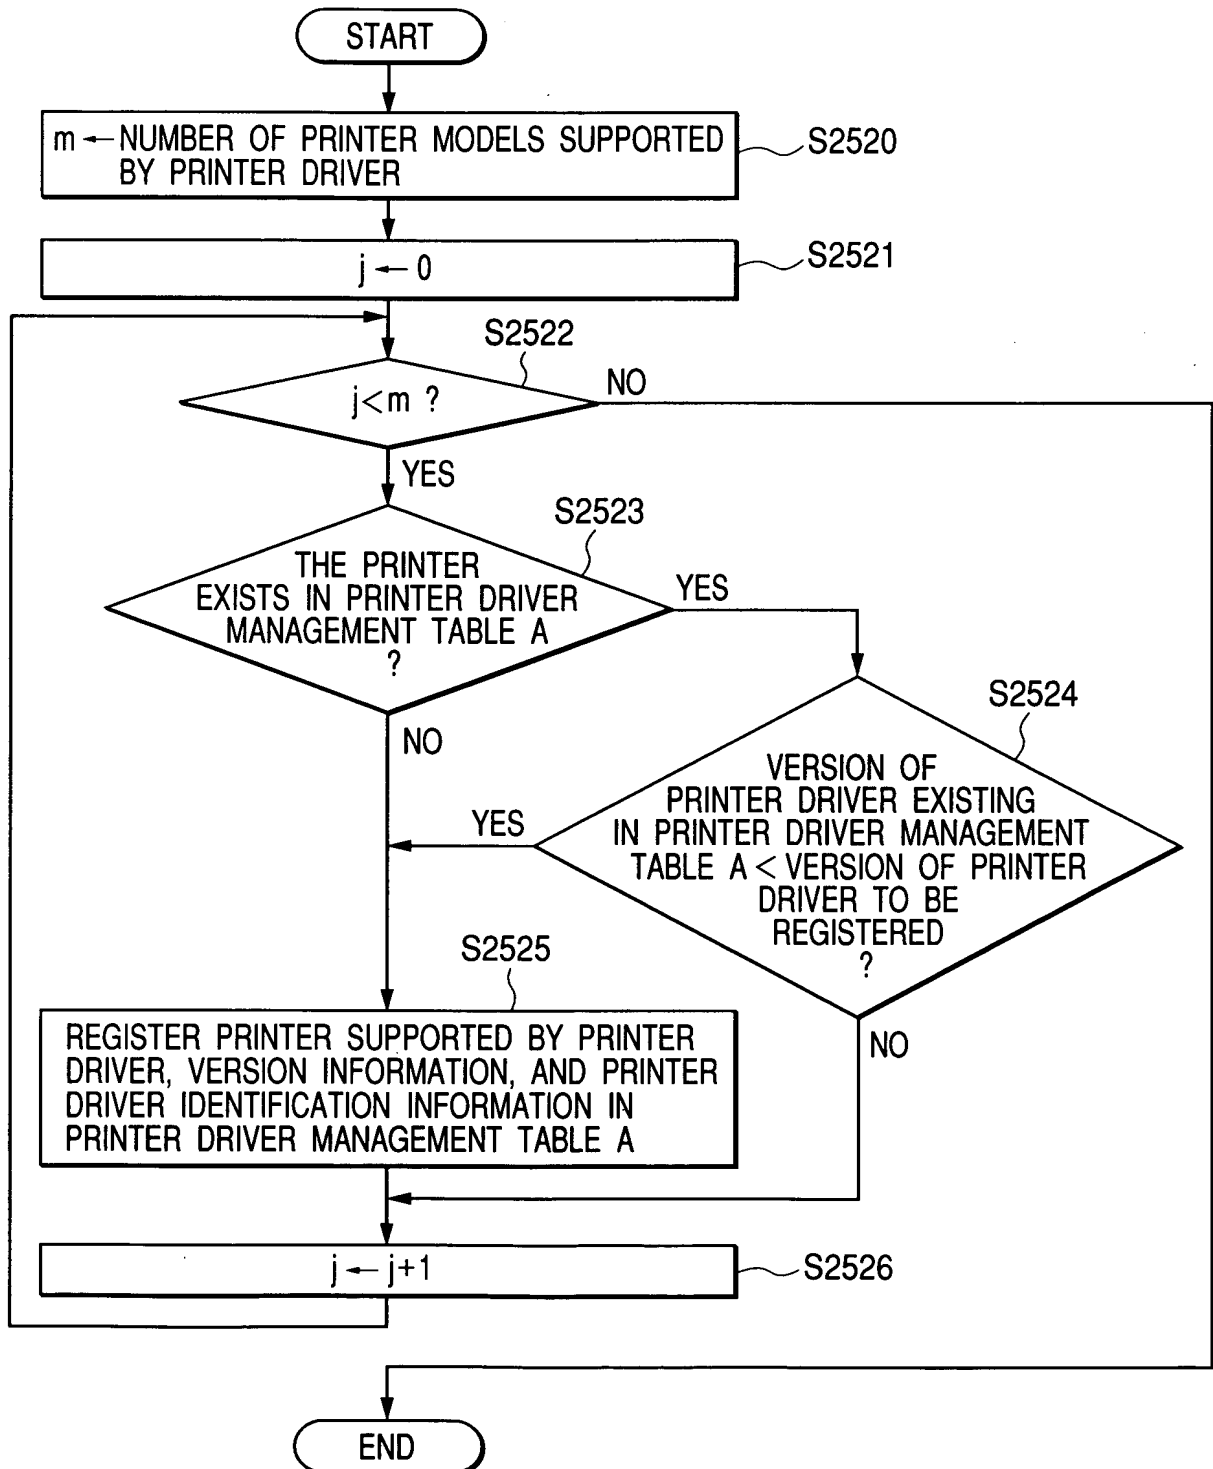 START
m ← NUMBER OF PRINTER MODELS SUPPORTED
BY PRINTER DRIVER
S2520
j ← 0
S2521
S2522
j<m ?
NO
YES
S2523
THE PRINTER
EXISTS IN PRINTER DRIVER
MANAGEMENT TABLE A
?
YES
NO
S2524
VERSION OF
PRINTER DRIVER EXISTING
IN PRINTER DRIVER MANAGEMENT
TABLE A < VERSION OF PRINTER
DRIVER TO BE
REGISTERED
?
YES
NO
S2525
REGISTER PRINTER SUPPORTED BY PRINTER
DRIVER, VERSION INFORMATION, AND PRINTER
DRIVER IDENTIFICATION INFORMATION IN
PRINTER DRIVER MANAGEMENT TABLE A
j ← j+1
S2526
END